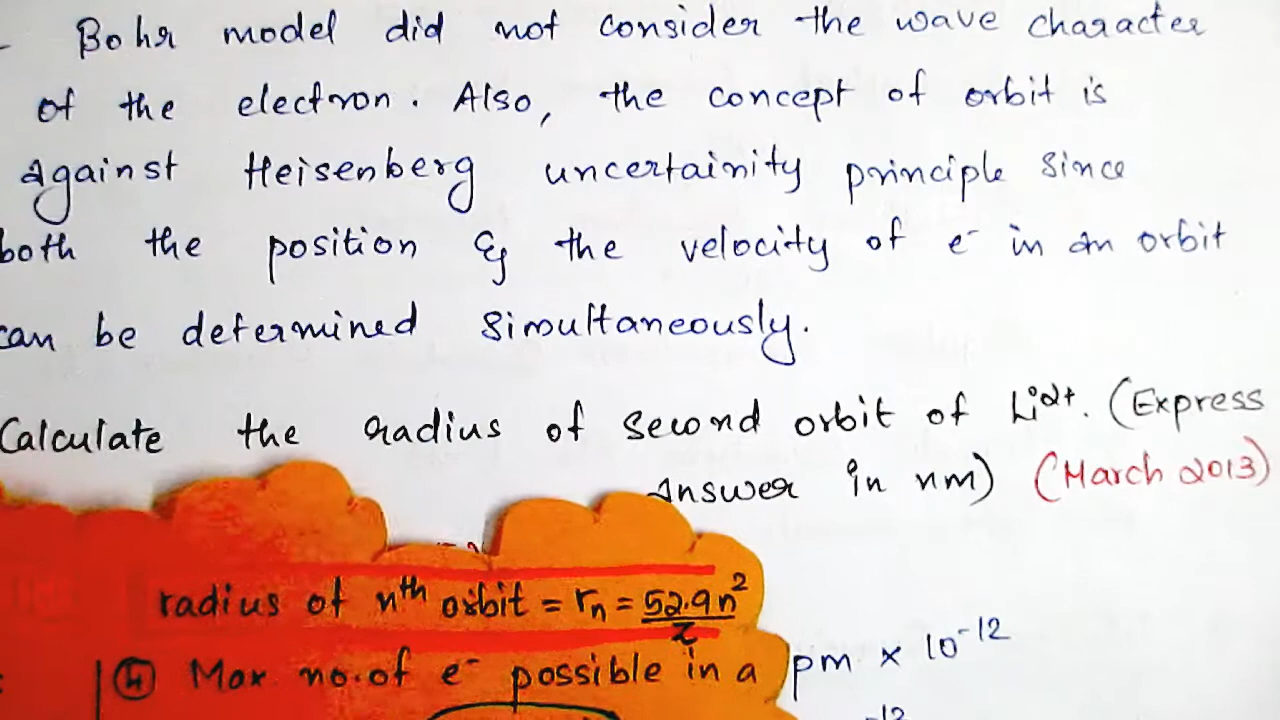 - Bohr model did not consider the wave character
of the electron. Also, the concept of orbit is
against Heisenberg uncertainity principle since
both the position & the velocity of e⁻ in an orbit
can be determined simultaneously.
Calculate the radius of second orbit of Li²⁺. (Express
Answer in nm) (March 2013)
radius of nᵗʰ orbit = rₙ = 52.9n²/z
④ Max no.of e⁻ possible in a
pm × 10⁻¹²
⁻¹²